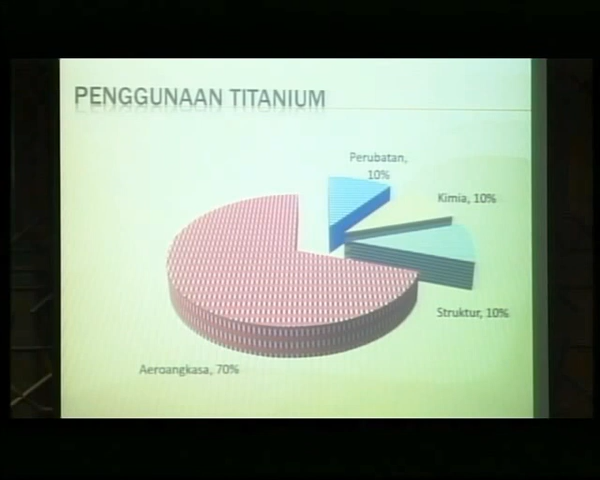 PENGGUNAAN TITANIUM
Perubatan,
10%
Kimia, 10%
Struktur, 10%
Aeroangkasa, 70%